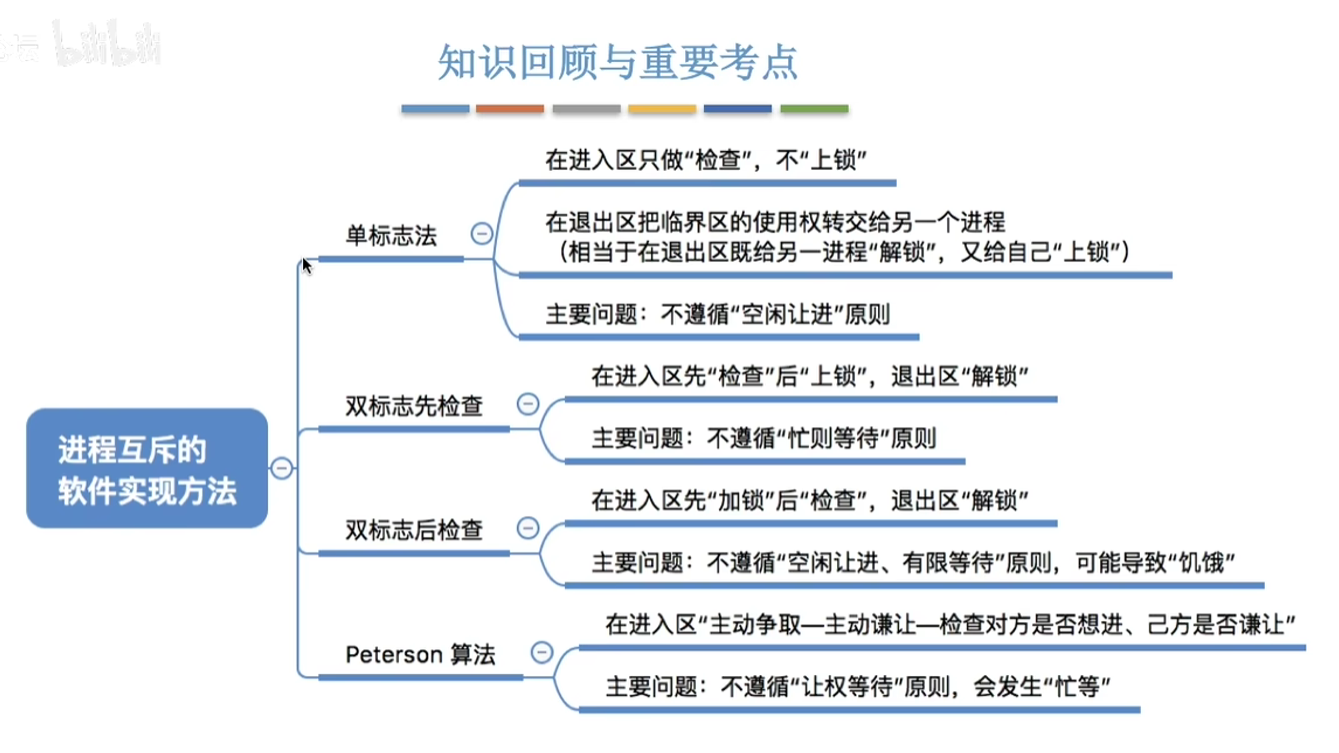 坛 bilibili
知识回顾与重要考点
在进入区只做“检查”，不“上锁”
单标志法
在退出区把临界区的使用权转交给另一个进程
（相当于在退出区既给另一进程“解锁”，又给自己“上锁”）
主要问题：不遵循“空闲让进”原则
在进入区先“检查”后“上锁”，退出区“解锁”
双标志先检查
主要问题：不遵循“忙则等待”原则
进程互斥的
软件实现方法
在进入区先“加锁”后“检查”，退出区“解锁”
双标志后检查
主要问题：不遵循“空闲让进、有限等待”原则，可能导致“饥饿”
在进入区“主动争取—主动谦让—检查对方是否想进、己方是否谦让”
Peterson 算法
主要问题：不遵循“让权等待”原则，会发生“忙等”